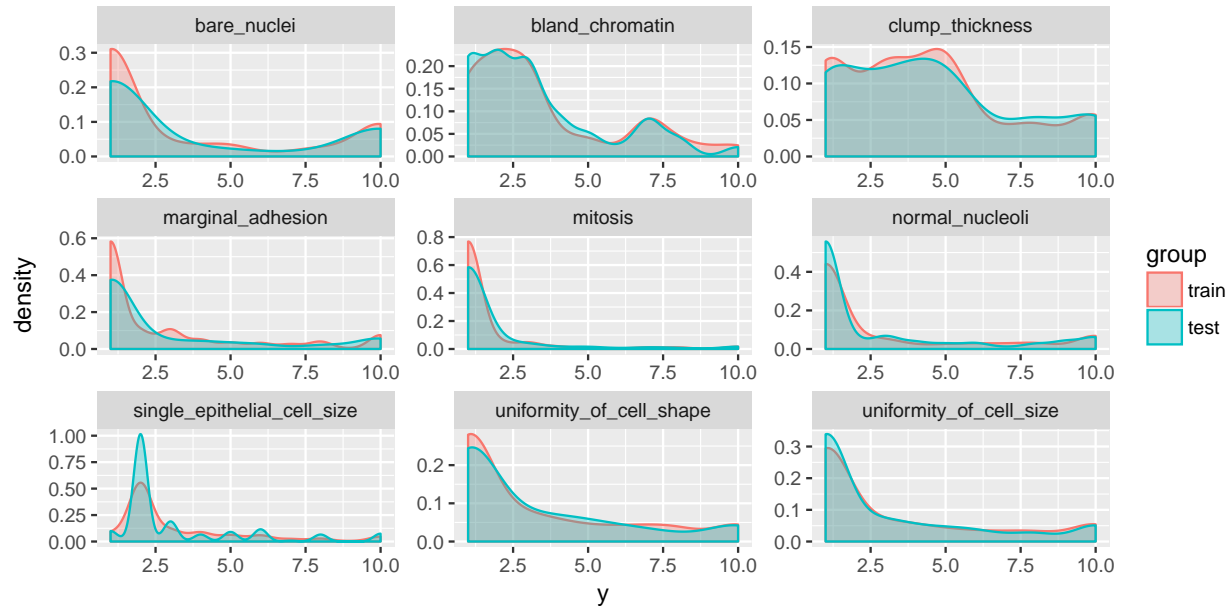 bare_nuclei
bland_chromatin
clump_thickness
0.3
0.2
0.1
0.0
0.20
0.15
0.10
0.05
0.00
0.15
0.10
0.05
0.00
2.5 5.0 7.5 10.0
2.5 5.0 7.5 10.0
2.5 5.0 7.5 10.0
marginal_adhesion
mitosis
normal_nucleoli
0.6
0.4
0.2
0.0
0.8
0.6
0.4
0.2
0.0
0.4
0.2
0.0
2.5 5.0 7.5 10.0
2.5 5.0 7.5 10.0
2.5 5.0 7.5 10.0
single_epithelial_cell_size
uniformity_of_cell_shape
uniformity_of_cell_size
1.00
0.75
0.50
0.25
0.00
0.2
0.1
0.0
0.3
0.2
0.1
0.0
2.5 5.0 7.5 10.0
2.5 5.0 7.5 10.0
2.5 5.0 7.5 10.0
density
y
group
train
test